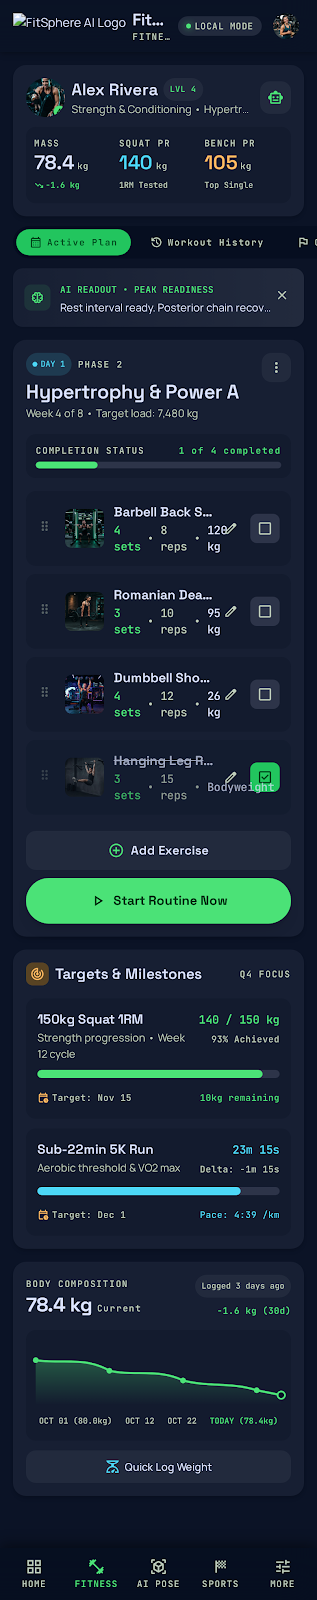 FitSphere AI Logo
Fit...
FITNE...
LOCAL MODE
Alex Rivera LVL 4
Strength & Conditioning • Hypertr...
MASS SQUAT PR BENCH PR
78.4 kg 140 kg 105 kg
-1.6 kg 1RM Tested Top Single
Active Plan Workout History
AI READOUT • PEAK READINESS
Rest interval ready. Posterior chain recov...
DAY 1 PHASE 2
Hypertrophy & Power A
Week 4 of 8 • Target load: 7,480 kg
COMPLETION STATUS 1 of 4 completed
Barbell Back S...
4 sets • 8 reps • 120 kg
Romanian Dea...
3 sets • 10 reps • 95 kg
Dumbbell Sho...
4 sets • 12 reps • 26 kg
Hanging Leg R...
3 sets • 15 reps • Bodyweight
Add Exercise
Start Routine Now
Targets & Milestones Q4 FOCUS
150kg Squat 1RM 140 / 150 kg
Strength progression • Week 12 cycle 93% Achieved
Target: Nov 15 10kg remaining
Sub-22min 5K Run 23m 15s
Aerobic threshold & VO2 max Delta: -1m 15s
Target: Dec 1 Pace: 4:39 /km
BODY COMPOSITION Logged 3 days ago
78.4 kg Current -1.6 kg (30d)
OCT 01 (80.0kg) OCT 12 OCT 22 TODAY (78.4kg)
Quick Log Weight
HOME FITNESS AI POSE SPORTS MORE